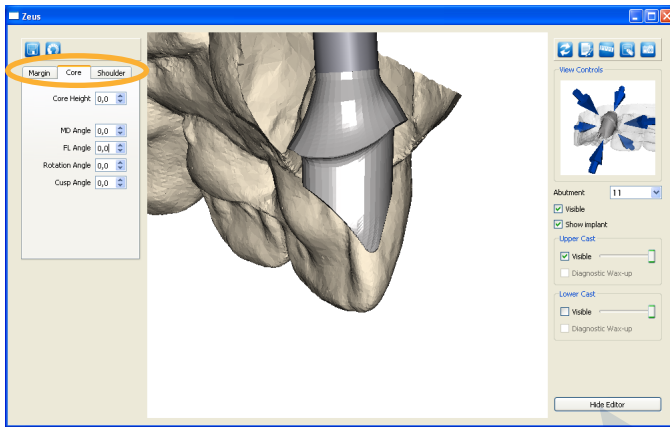 Zeus
Margin Core Shoulder
Core Height 0,0
MD Angle 0,0
FL Angle 0,0
Rotation Angle 0,0
Cusp Angle 0,0
View Controls
Abutment 11
Visible
Show implant
Upper Cast
Visible
Diagnostic Wax-up
Lower Cast
Visible
Diagnostic Wax-up
Hide Editor